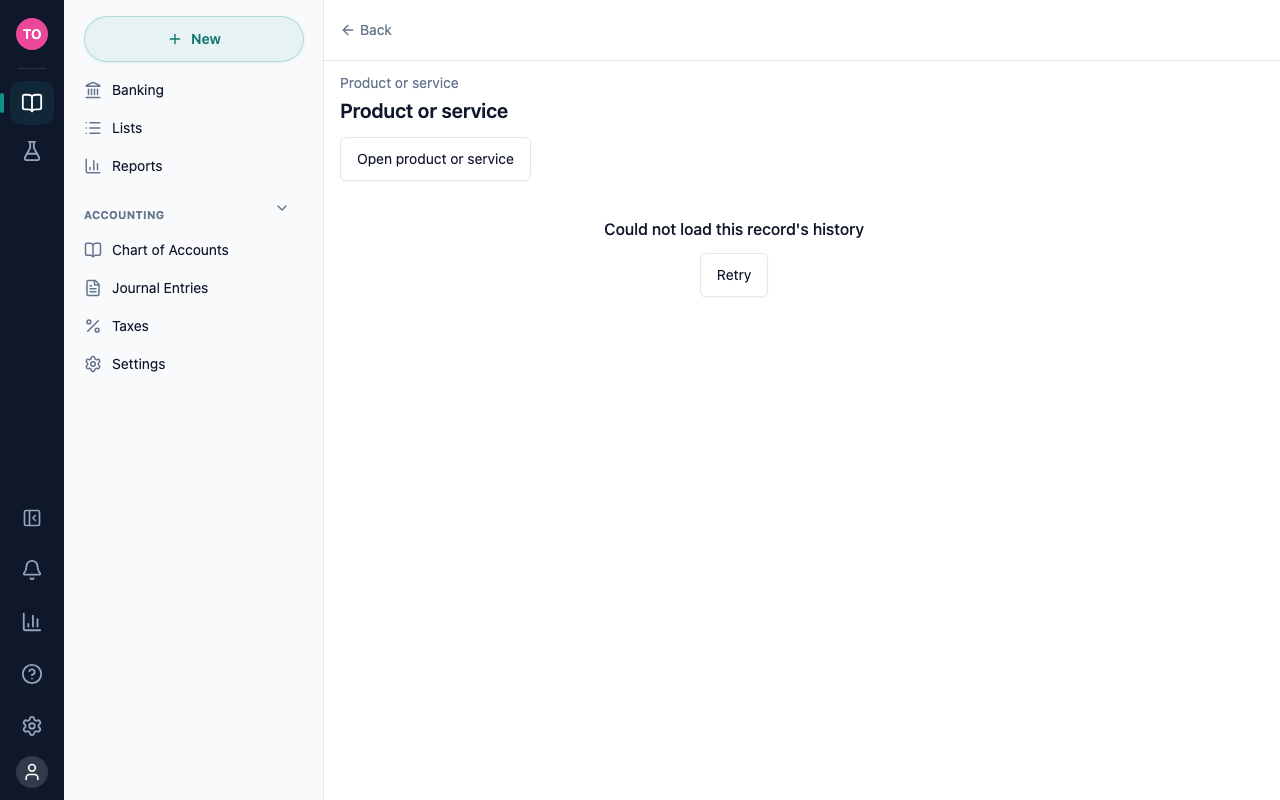 TO
New
Banking
Lists
Reports
ACCOUNTING
Chart of Accounts
Journal Entries
Taxes
Settings
Back
Product or service
Product or service
Open product or service
Could not load this record's history
Retry